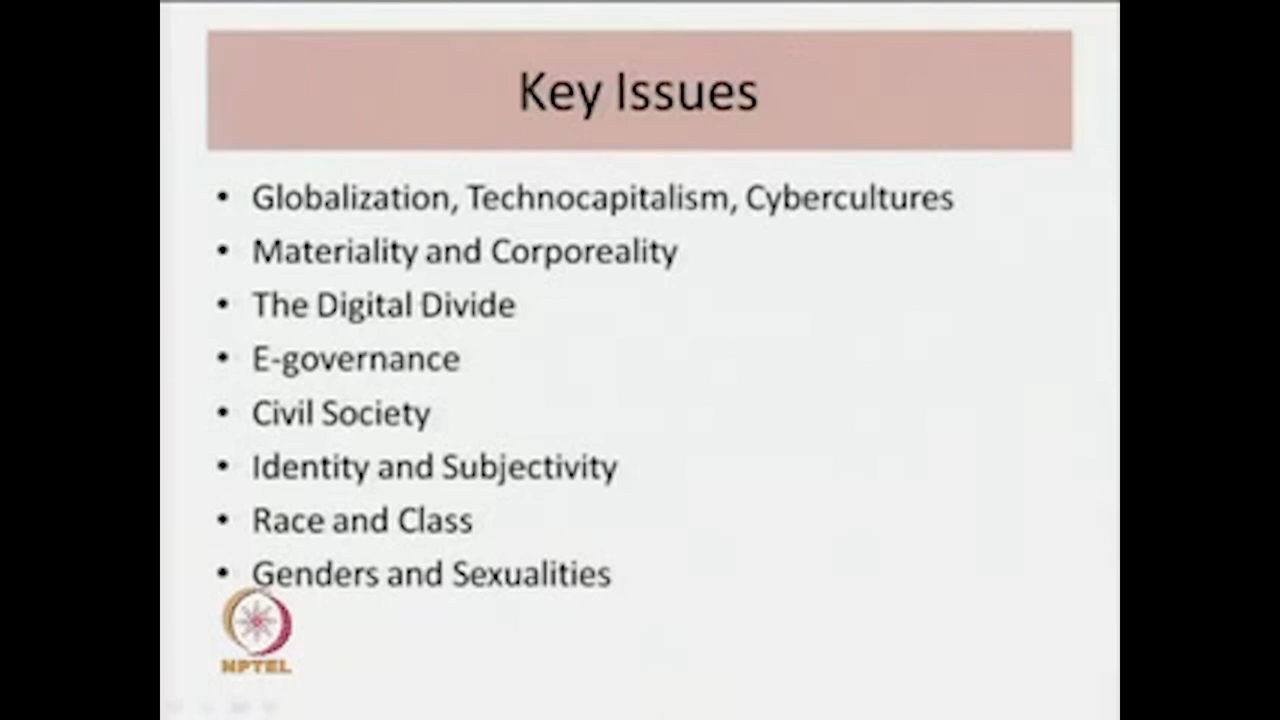 Key Issues
• Globalization, Technocapitalism, Cybercultures
• Materiality and Corporeality
• The Digital Divide
• E-governance
• Civil Society
• Identity and Subjectivity
• Race and Class
• Genders and Sexualities
NPTEL